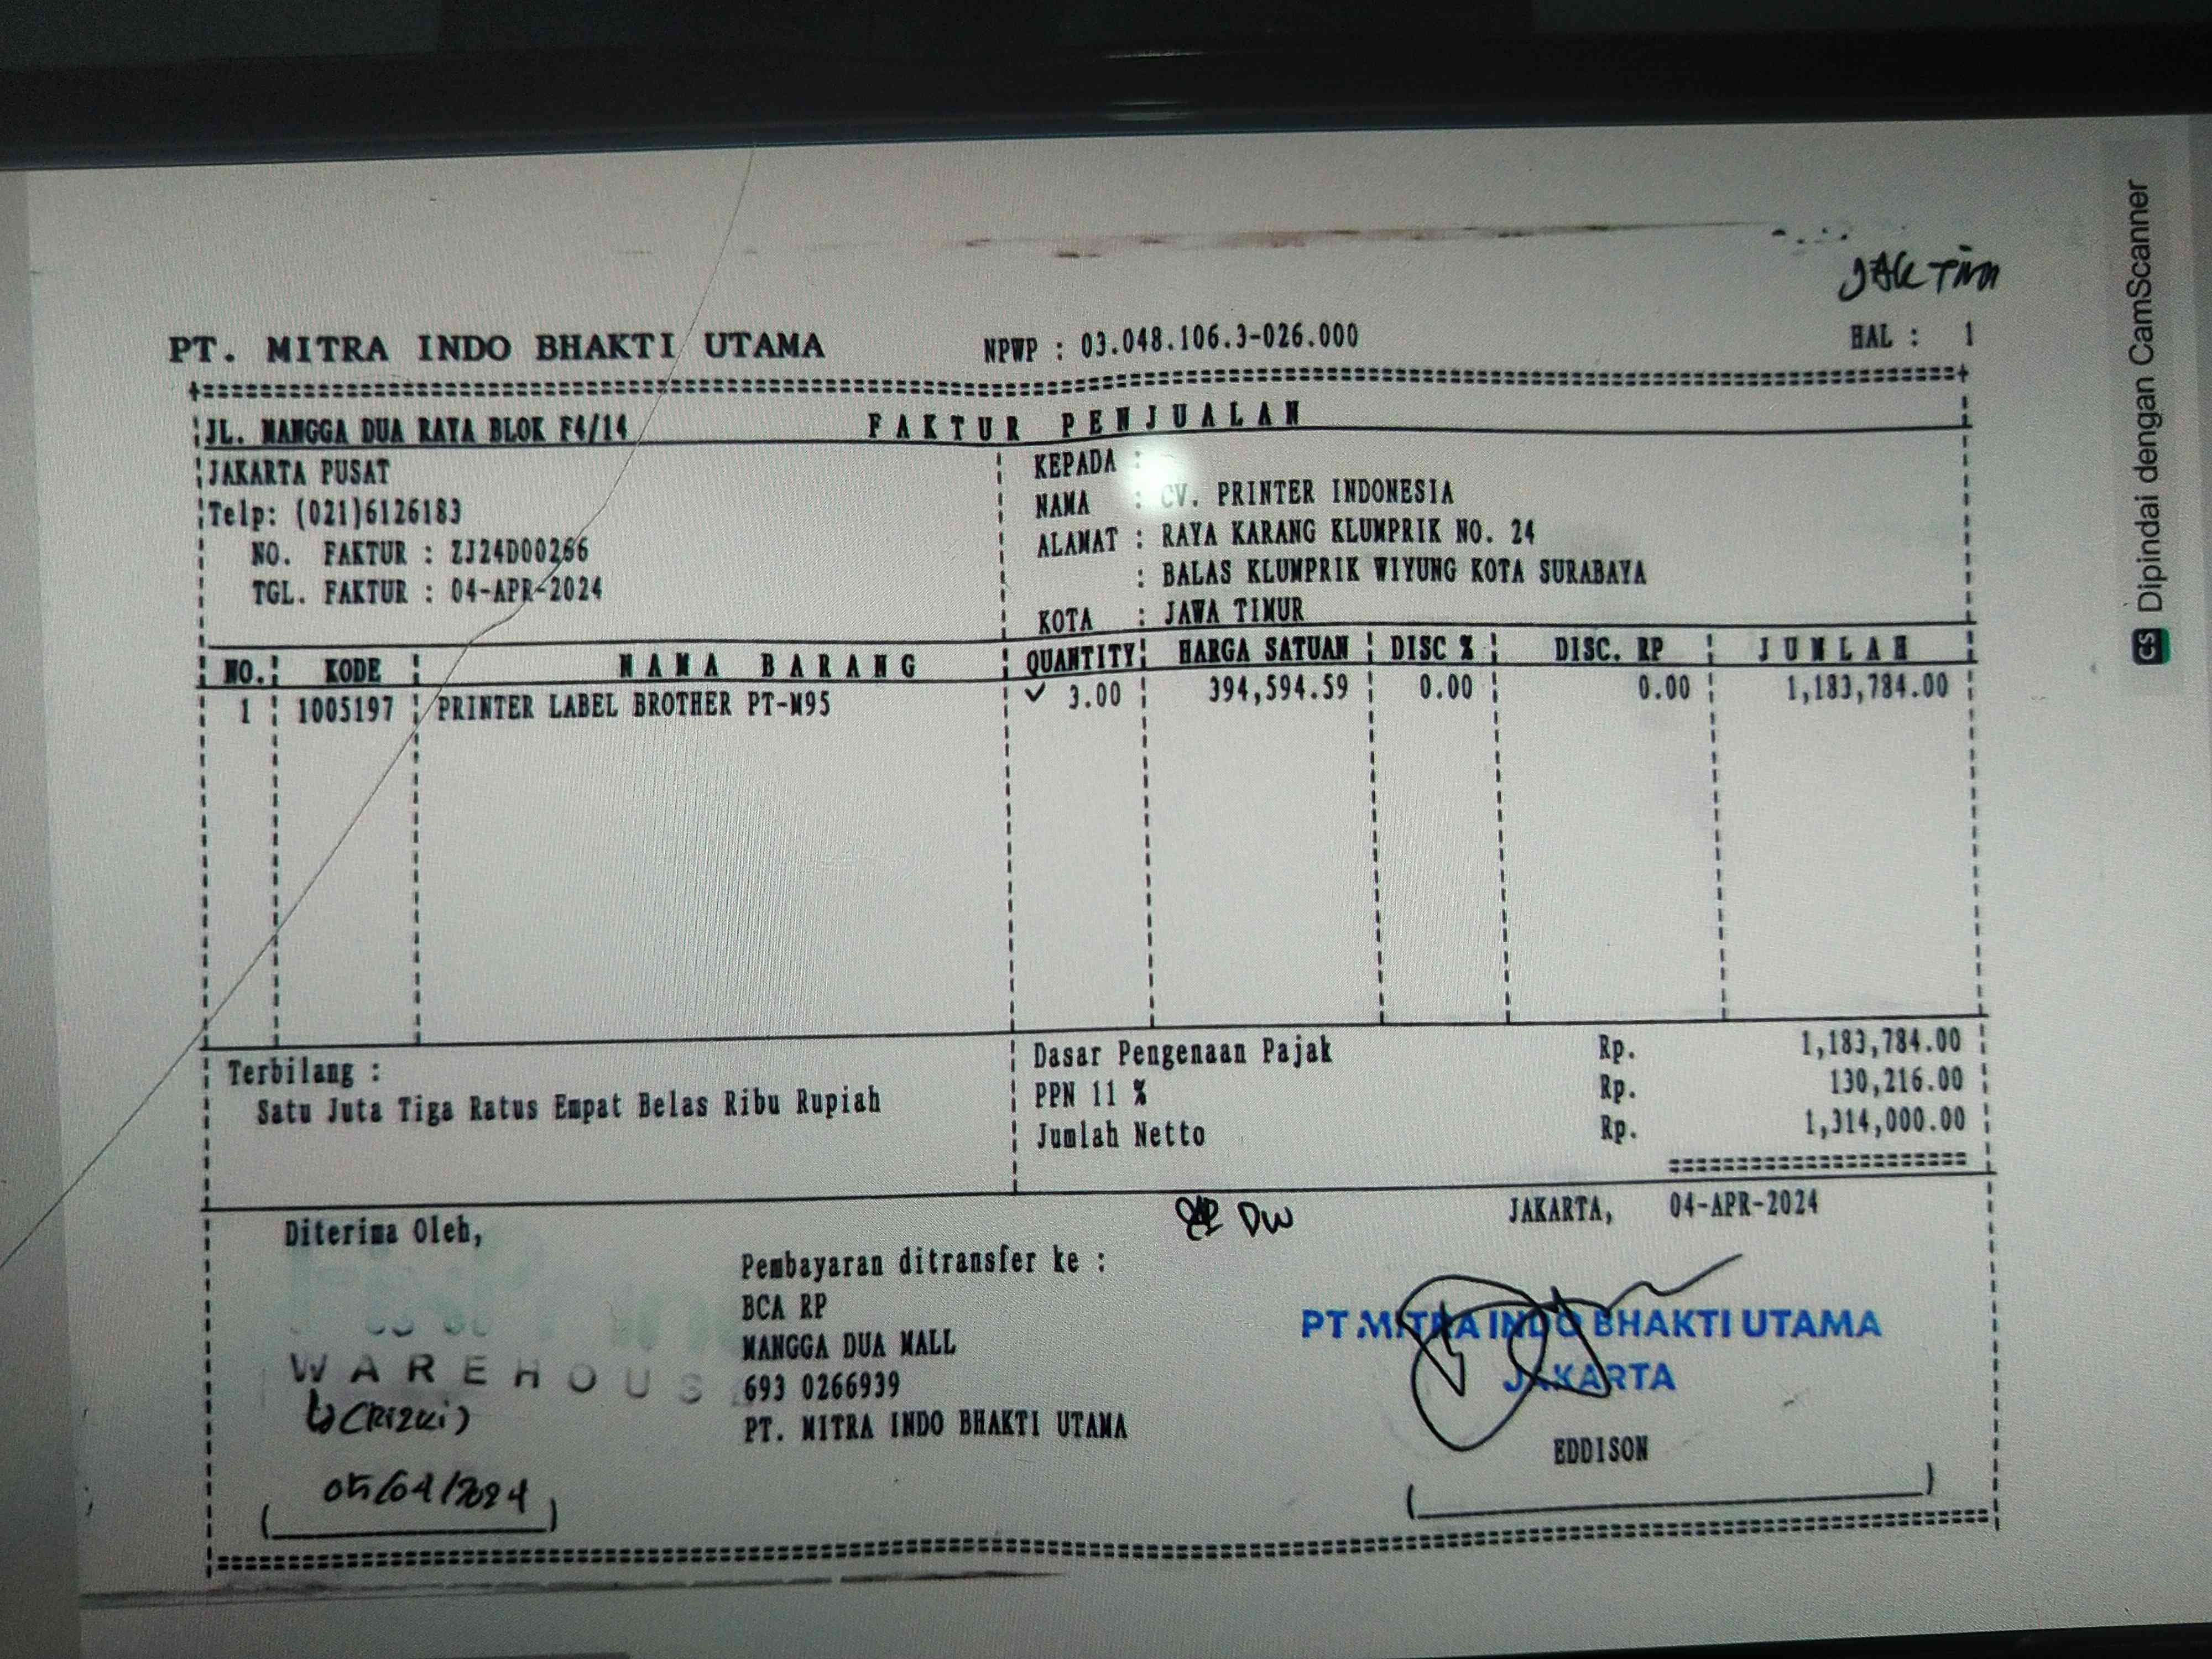 JAK TIM
PT. MITRA INDO BHAKTI UTAMA NPWP : 03.048.106.3-026.000 HAL : 1
JL. MANGGA DUA RAYA BLOK F4/14 FAKTUR PENJUALAN
JAKARTA PUSAT KEPADA :
Telp: (021)6126183 NAMA : CV. PRINTER INDONESIA
NO. FAKTUR : ZJ24D00266 ALAMAT : RAYA KARANG KLUMPRIK NO. 24
TGL. FAKTUR : 04-APR-2024 : BALAS KLUMPRIK WIYUNG KOTA SURABAYA
KOTA : JAWA TIMUR
NO. KODE NAMA BARANG QUANTITY HARGA SATUAN DISC % DISC. RP JUMLAH
1 1005197 PRINTER LABEL BROTHER PT-M95 ✓ 3.00 394,594.59 0.00 0.00 1,183,784.00
Terbilang : Dasar Pengenaan Pajak Rp. 1,183,784.00
Satu Juta Tiga Ratus Empat Belas Ribu Rupiah PPN 11 % Rp. 130,216.00
Jumlah Netto Rp. 1,314,000.00
Diterima Oleh, DW JAKARTA, 04-APR-2024
Pembayaran ditransfer ke :
BCA RP
MANGGA DUA MALL
693 0266939
PT. MITRA INDO BHAKTI UTAMA
WAREHOUS
(Rizki)
05/04/2024
PT MITRA INDO BHAKTI UTAMA
JAKARTA
EDDISON
CS Dipindai dengan CamScanner